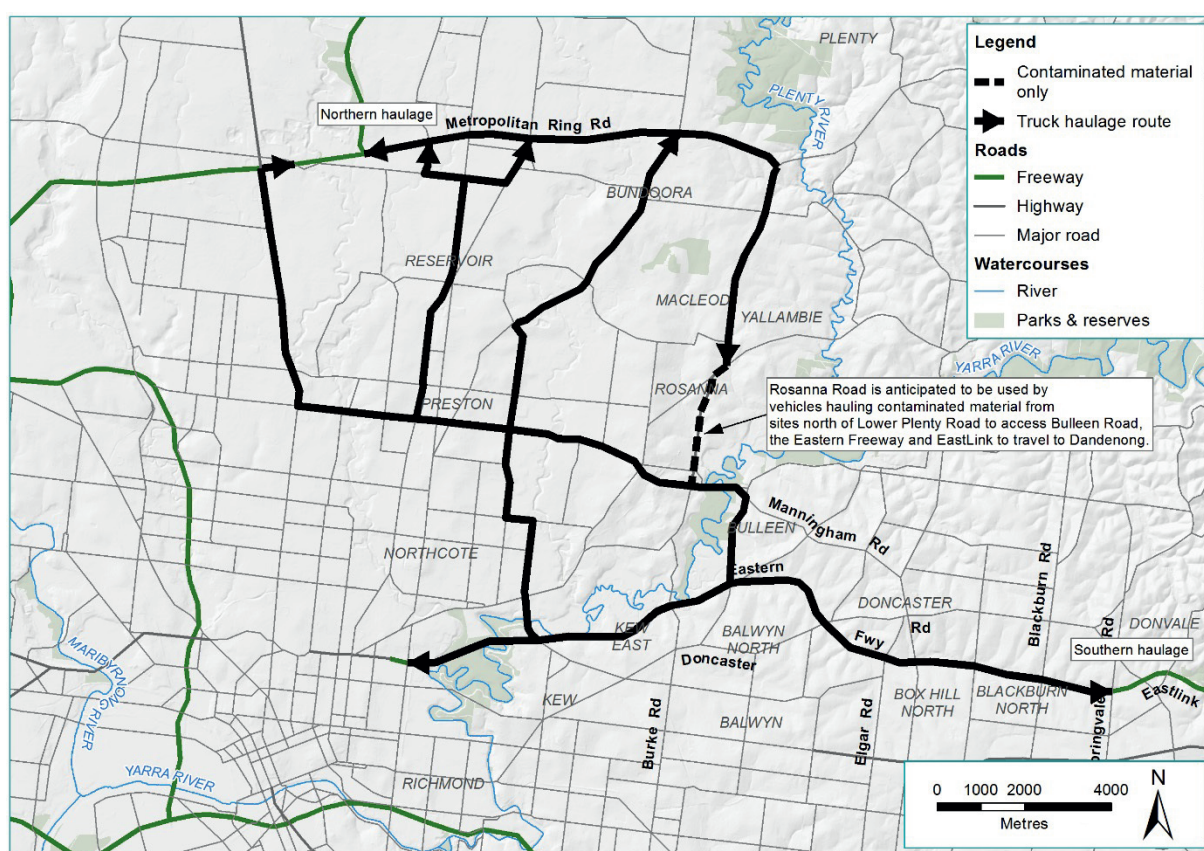 PLENTY
PLENTY RIVER
Northern haulage
Metropolitan Ring Rd
BUNDOORA
RESERVOIR
MACLEOD
YALLAMBIE
YARRA RIVER
ROSANNA
PRESTON
Rosanna Road is anticipated to be used by
vehicles hauling contaminated material from
sites north of Lower Plenty Road to access Bulleen Road,
the Eastern Freeway and EastLink to travel to Dandenong.
Manningham Rd
BULLEEN
NORTHCOTE
Eastern Fwy
DONCASTER
Blackburn Rd
KEW
EAST
BALWYN
NORTH
Doncaster Rd
DONVALE
Southern haulage
MARIBYRNONG RIVER
KEW
Burke Rd
BALWYN
Elgar Rd
BOX HILL
NORTH
BLACKBURN
NORTH
Eastlink
pringvale Rd
YARRA RIVER
RICHMOND
Legend
Contaminated material
only
Truck haulage route
Roads
Freeway
Highway
Major road
Watercourses
River
Parks & reserves
0 1000 2000 4000
Metres
N